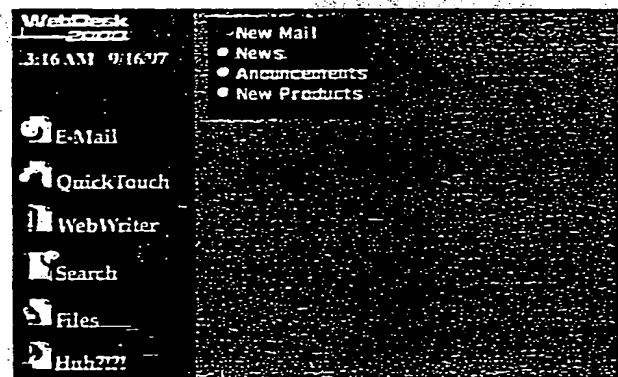 WebDesk
2000
3:16 AM 9/16/97
E-Mail
QuickTouch
WebWriter
Search
Files
Huh?!?!
New Mail
News
Anouncements
New Products